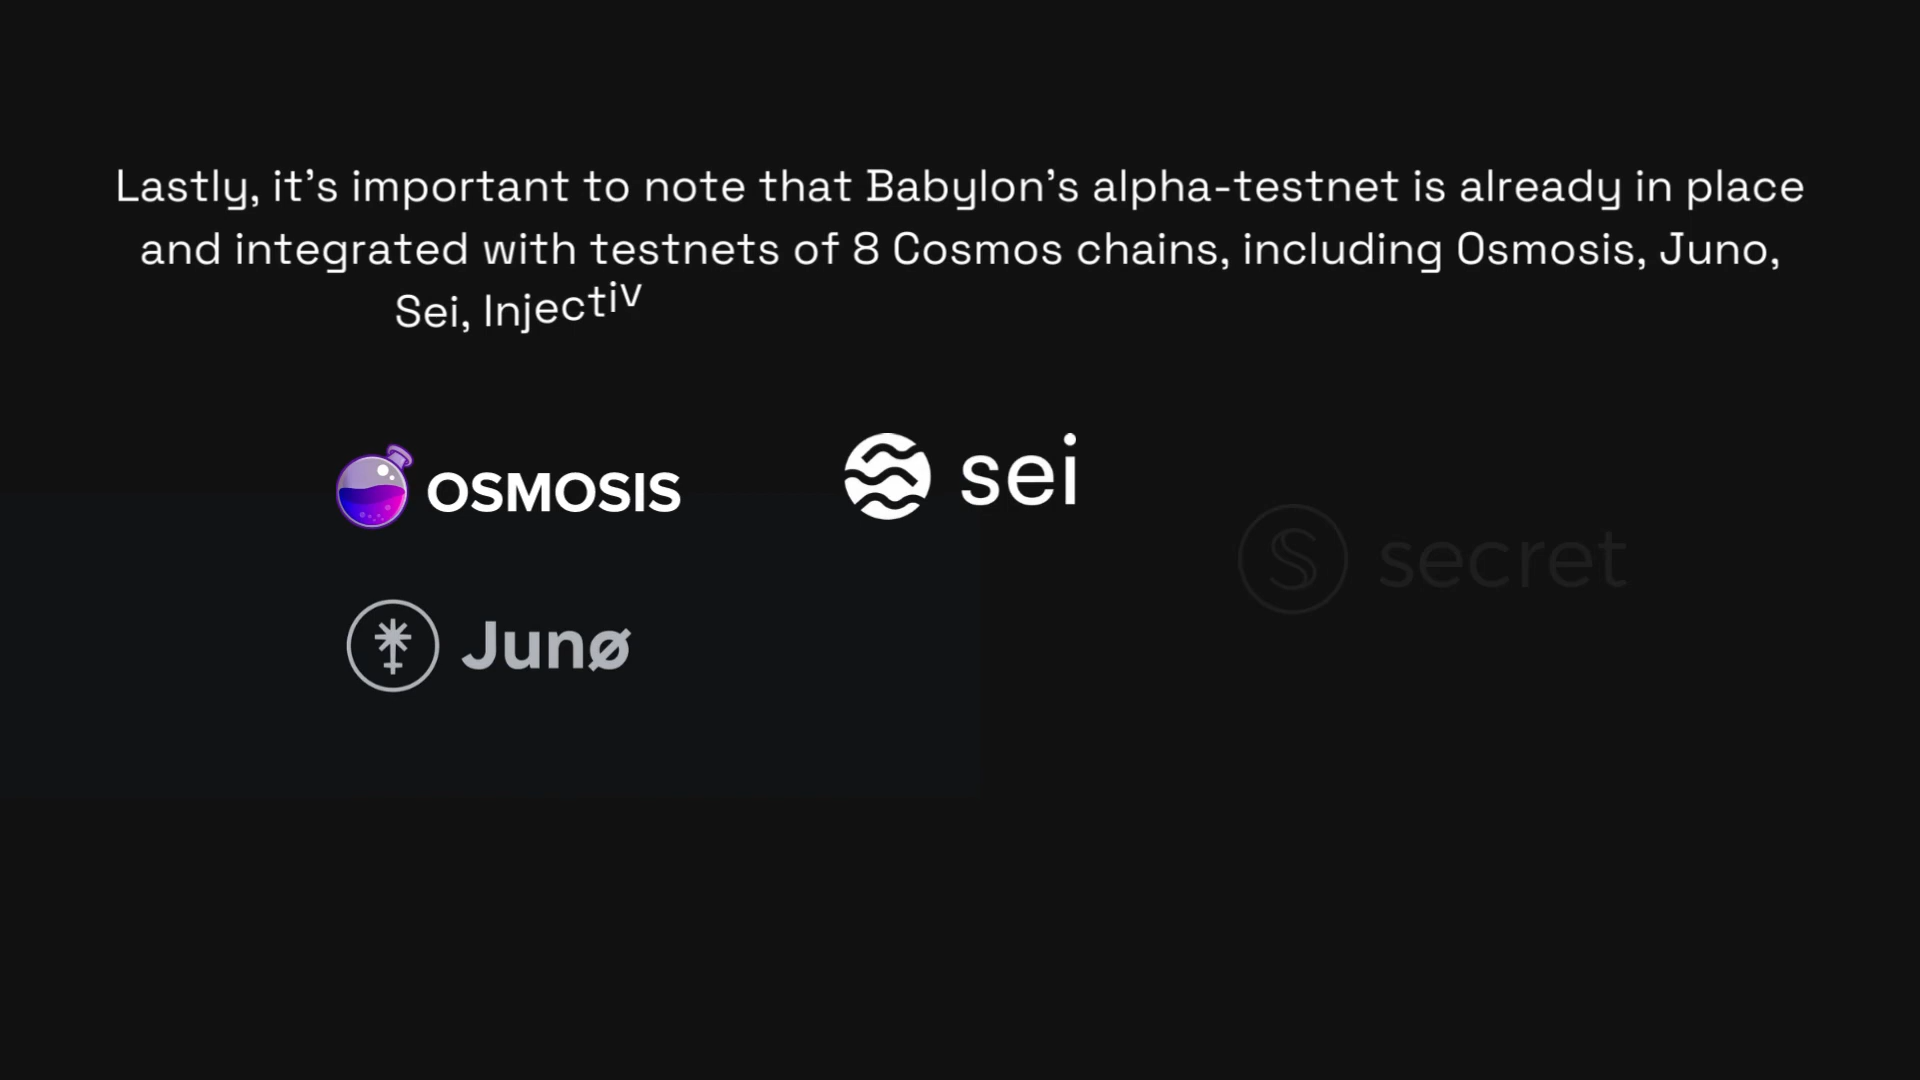 Lastly, it’s important to note that Babylon’s alpha-testnet is already in place
and integrated with testnets of 8 Cosmos chains, including Osmosis, Juno,
Sei, Injectiv
OSMOSIS
sei
secret
Junø